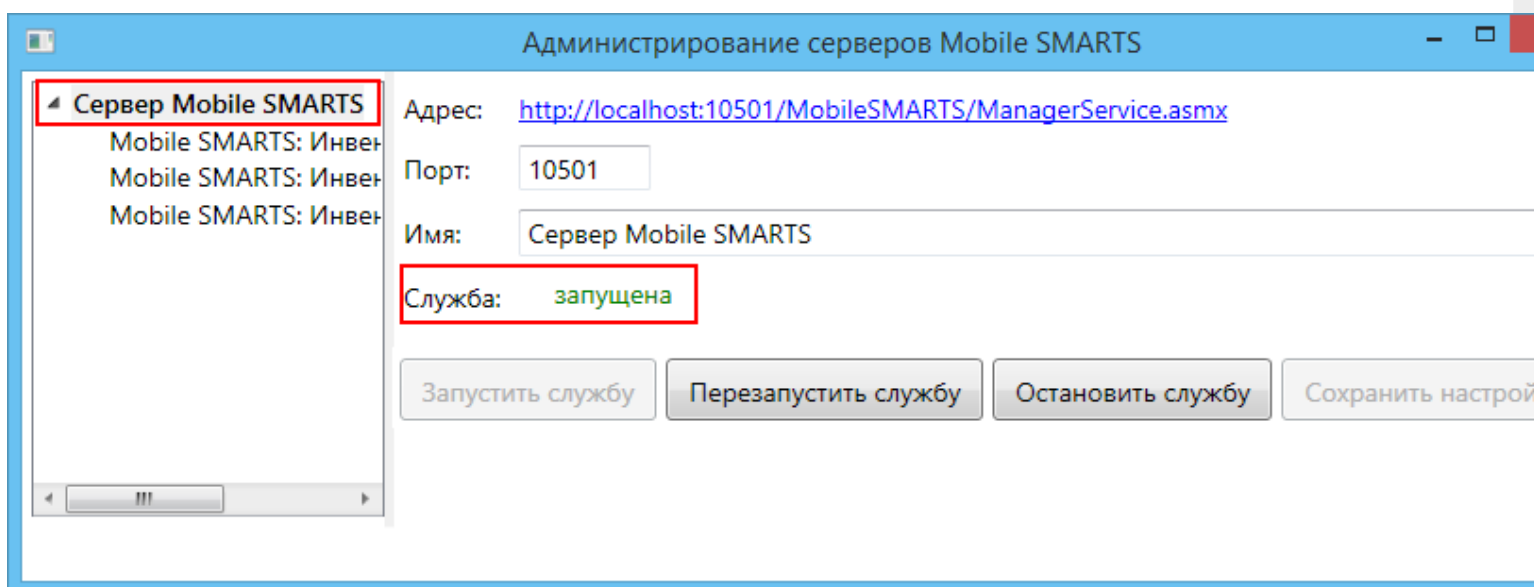 Администрирование серверов Mobile SMARTS
Сервер Mobile SMARTS
Mobile SMARTS: Инвен
Mobile SMARTS: Инвен
Mobile SMARTS: Инвен
Адрес: http://localhost:10501/MobileSMARTS/ManagerService.asmx
Порт: 10501
Имя: Сервер Mobile SMARTS
Служба: запущена
Запустить службу Перезапустить службу Остановить службу Сохранить настрой